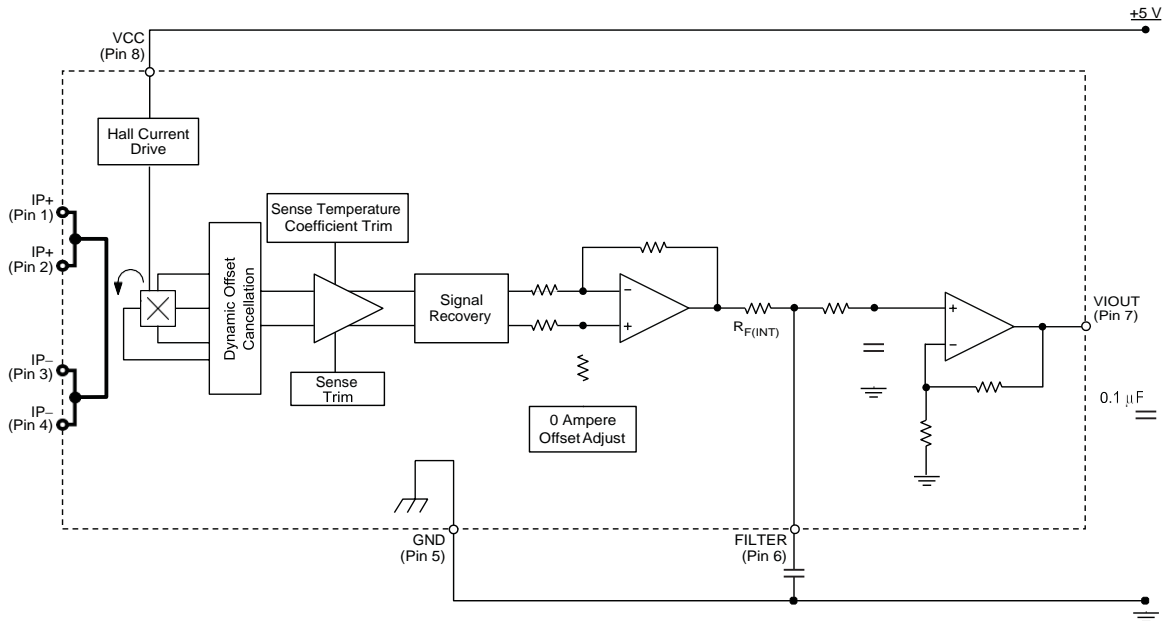 +5 V
VCC
(Pin 8)
Hall Current
Drive
IP+
(Pin 1)
IP+
(Pin 2)
IP−
(Pin 3)
IP−
(Pin 4)
Dynamic Offset
Cancellation
Sense Temperature
Coefficient Trim
Sense
Trim
Signal
Recovery
0 Ampere
Offset Adjust
−
+
RF(INT)
+
−
VIOUT
(Pin 7)
0.1 μF
GND
(Pin 5)
FILTER
(Pin 6)